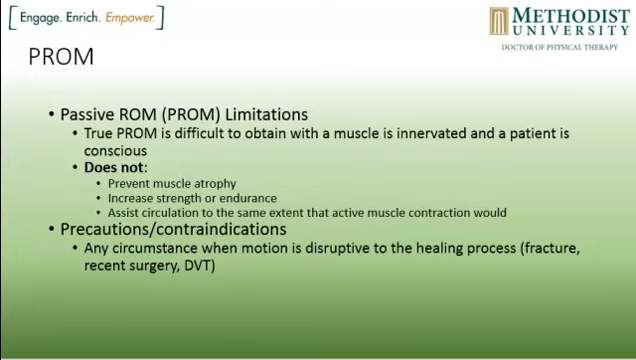 Engage. Enrich. Empower.
METHODIST
UNIVERSITY
DOCTOR OF PHYSICAL THERAPY
PROM
• Passive ROM (PROM) Limitations
• True PROM is difficult to obtain with a muscle is innervated and a patient is
conscious
• Does not:
• Prevent muscle atrophy
• Increase strength or endurance
• Assist circulation to the same extent that active muscle contraction would
• Precautions/contraindications
• Any circumstance when motion is disruptive to the healing process (fracture,
recent surgery, DVT)